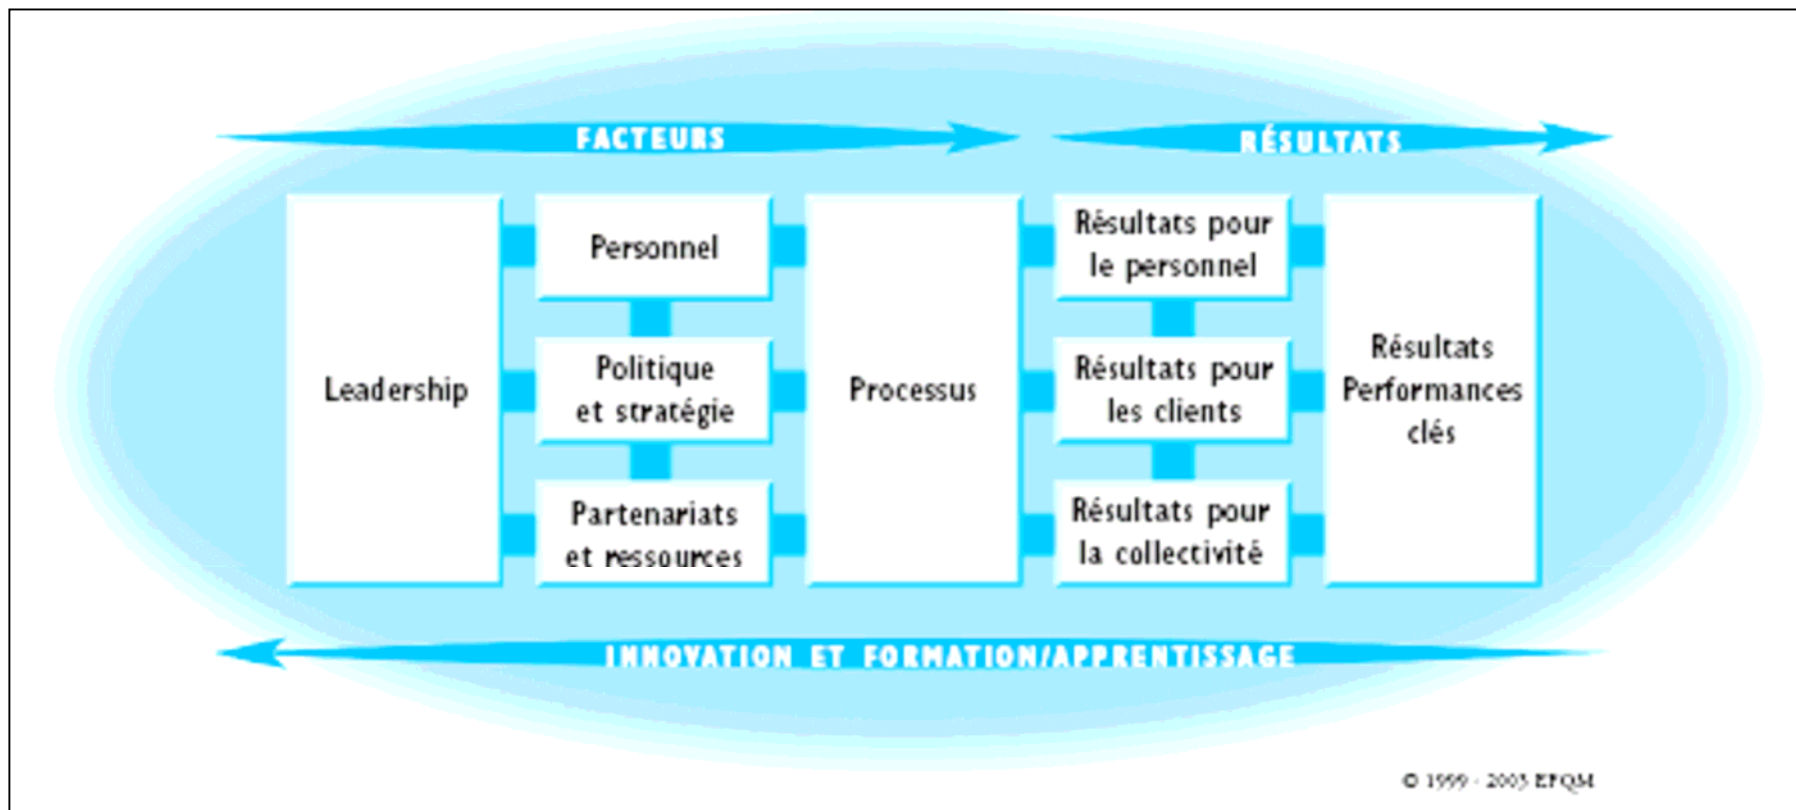 FACTEURS
RÉSULTATS
Leadership
Personnel
Politique
et stratégie
Partenariats
et ressources
Processus
Résultats pour
le personnel
Résultats pour
les clients
Résultats pour
la collectivité
Résultats
Performances
clés
INNOVATION ET FORMATION/APPRENTISSAGE
© 1999 - 2003 EFQM